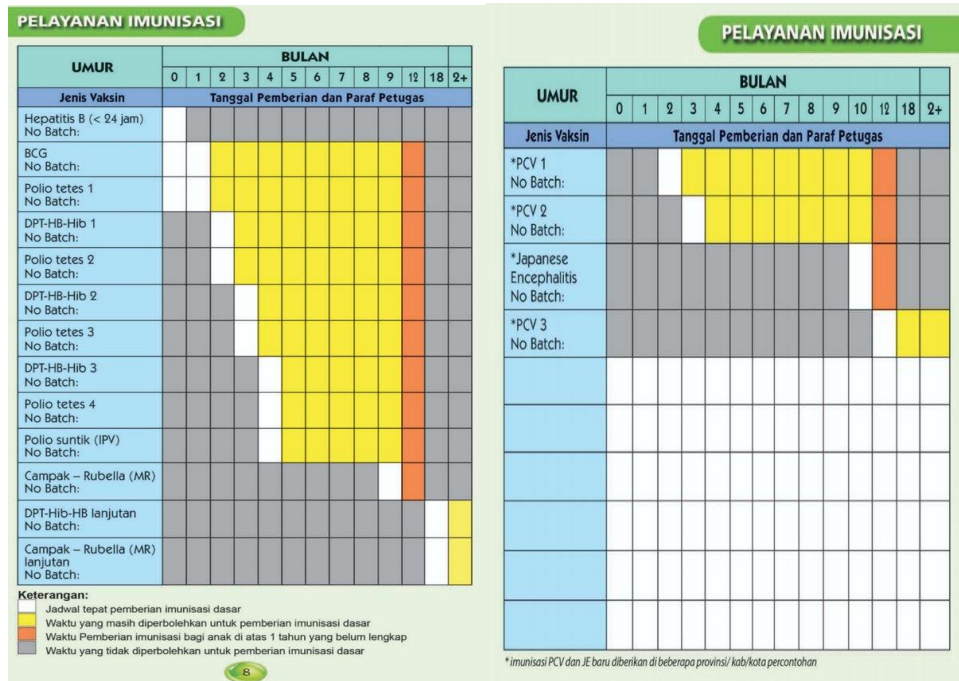 PELAYANAN IMUNISASI
UMUR
BULAN
0 1 2 3 4 5 6 7 8 9 12 18 2+
Jenis Vaksin
Tanggal Pemberian dan Paraf Petugas
Hepatitis B (< 24 jam)
No Batch:
BCG
No Batch:
Polio tetes 1
No Batch:
DPT-HB-Hib 1
No Batch:
Polio tetes 2
No Batch:
DPT-HB-Hib 2
No Batch:
Polio tetes 3
No Batch:
DPT-HB-Hib 3
No Batch:
Polio tetes 4
No Batch:
Polio suntik (IPV)
No Batch:
Campak – Rubella (MR)
No Batch:
DPT-Hib-HB lanjutan
No Batch:
Campak – Rubella (MR)
lanjutan
No Batch:
Keterangan:
Jadwal tepat pemberian imunisasi dasar
Waktu yang masih diperbolehkan untuk pemberian imunisasi dasar
Waktu Pemberian imunisasi bagi anak di atas 1 tahun yang belum lengkap
Waktu yang tidak diperbolehkan untuk pemberian imunisasi dasar
8
PELAYANAN IMUNISASI
UMUR
BULAN
0 1 2 3 4 5 6 7 8 9 10 12 18 2+
Jenis Vaksin
Tanggal Pemberian dan Paraf Petugas
*PCV 1
No Batch:
*PCV 2
No Batch:
*Japanese
Encephalitis
No Batch:
*PCV 3
No Batch:
* imunisasi PCV dan JE baru diberikan di beberapa provinsi/ kab/kota percontohan